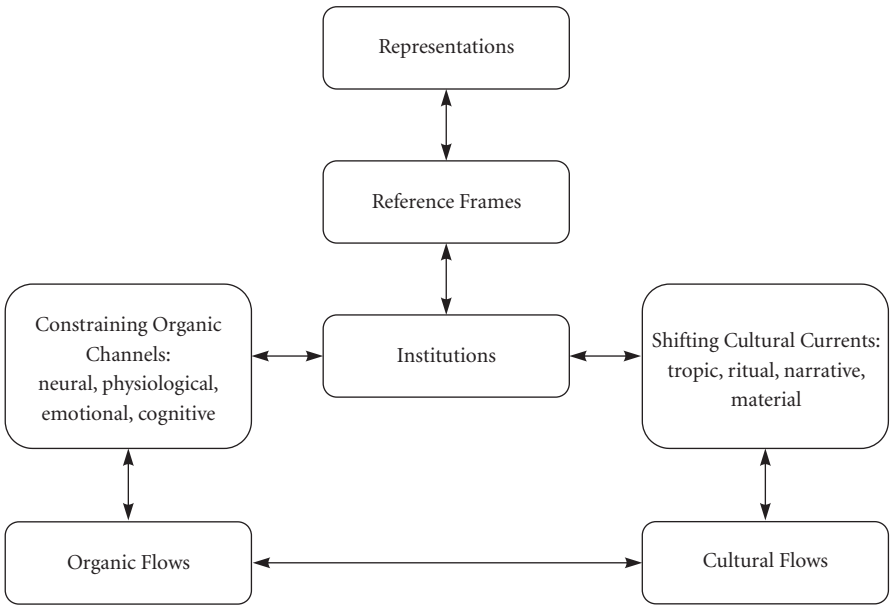 Representations
Reference Frames
Constraining Organic
Channels:
neural, physiological,
emotional, cognitive
Institutions
Shifting Cultural Currents:
tropic, ritual, narrative,
material
Organic Flows
Cultural Flows